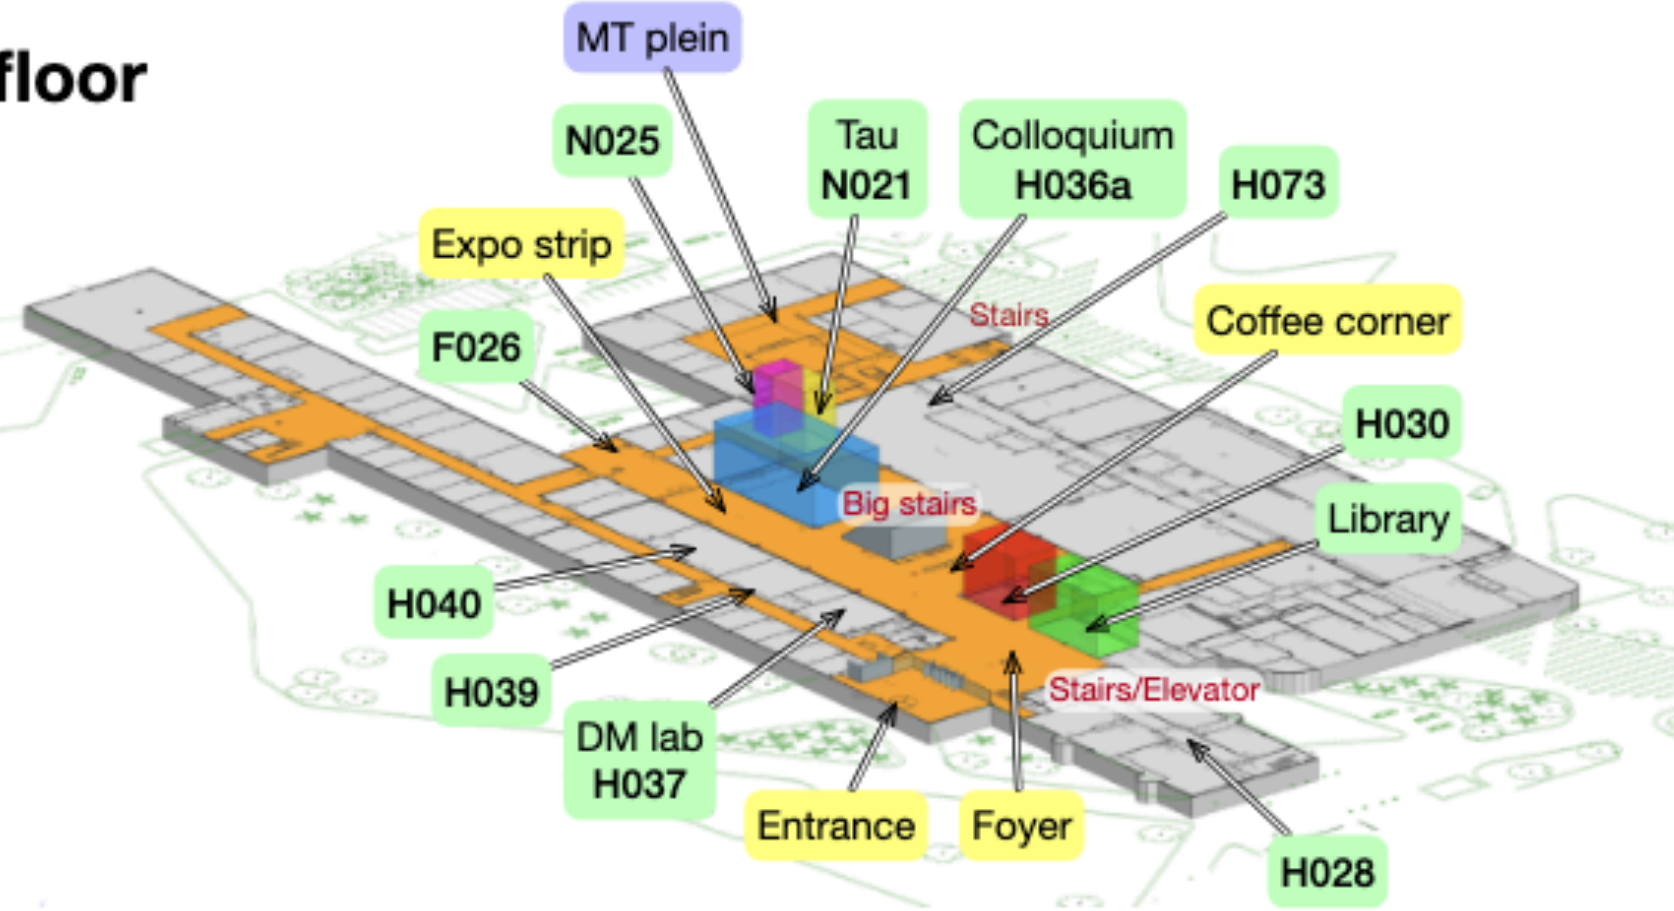 floor
MT plein
N025
Tau
N021
Colloquium
H036a
H073
Expo strip
Stairs
Coffee corner
F026
H030
Big stairs
Library
H040
H039
Stairs/Elevator
DM lab
H037
Entrance
Foyer
H028